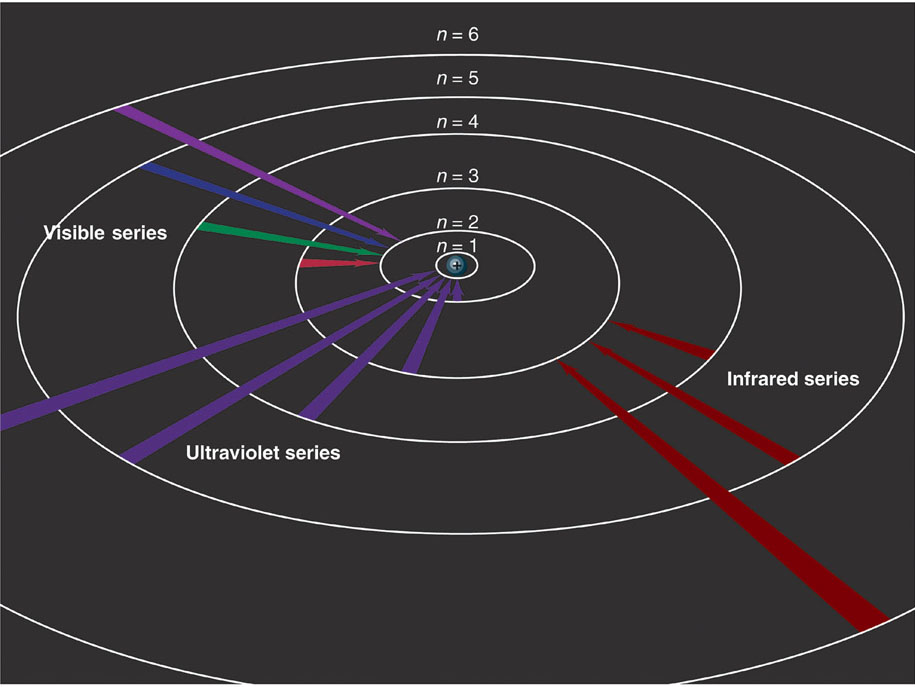 n = 6
n = 5
n = 4
n = 3
n = 2
n = 1
+
Visible series
Infrared series
Ultraviolet series